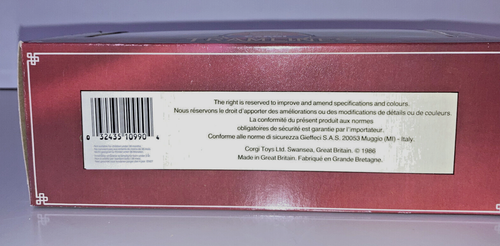 The right is reserved to improve and amend specifications and colours.
Nous réservons le droit d'apporter des améliorations ou des modifications de détails ou de couleurs.
La conformité du présent produit aux normes
obligatoires de sécurité est garantie par l'importateur.
Conforme alle norme di sicurezza Gieffeci S.A.S. 20053 Muggio (MI) - Italy.
Corgi Toys Ltd. Swansea, Great Britain. © 1986
Made in Great Britain. Fabriqué en Grande Bretagne.
0 32435 10990 4